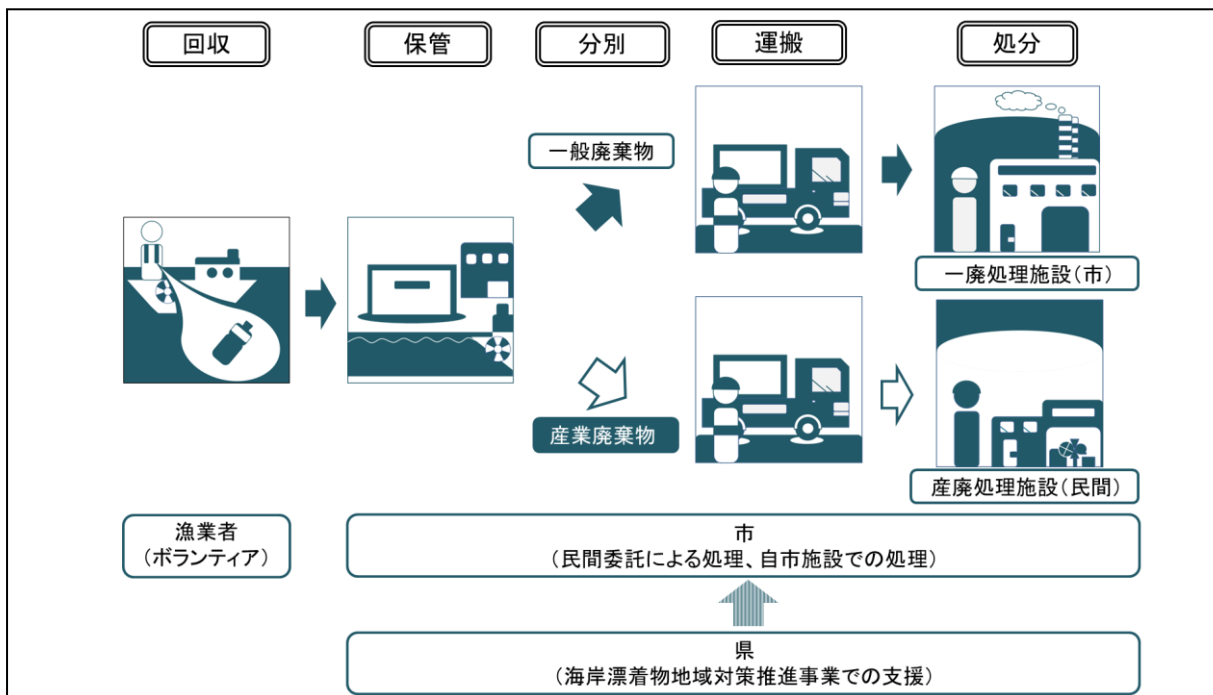 回収
保管
分別
運搬
処分
一般廃棄物
一廃処理施設(市)
産業廃棄物
産廃処理施設(民間)
漁業者
(ボランティア)
市
(民間委託による処理、自市施設での処理)
県
(海岸漂着物地域対策推進事業での支援)